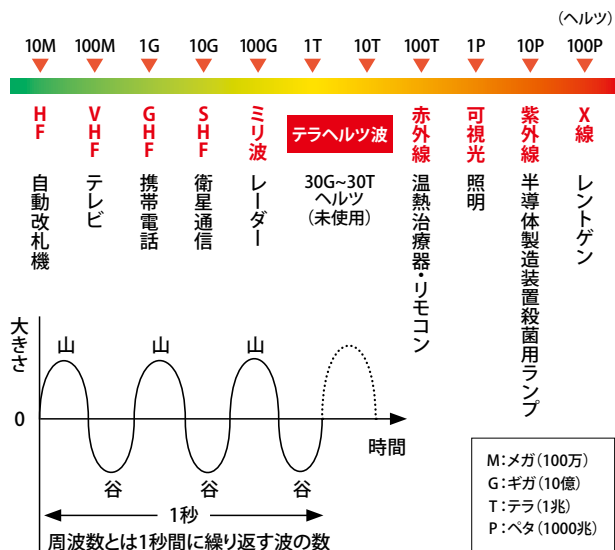 (ヘルツ)
10M 100M 1G 10G 100G 1T 10T 100T 1P 10P 100P
HF
自動改札機
VHF
テレビ
GHF
携帯電話
SHF
衛星通信
ミリ波
レーダー
テラヘルツ波
30G~30T
ヘルツ
(未使用)
赤外線
温熱治療器・リモコン
可視光
照明
紫外線
半導体製造装置殺菌用ランプ
X線
レントゲン
大きさ
山 山 山
0
時間
谷 谷 谷
1秒
周波数とは1秒間に繰り返す波の数
M:メガ(100万)
G:ギガ(10億)
T:テラ(1兆)
P:ペタ(1000兆)